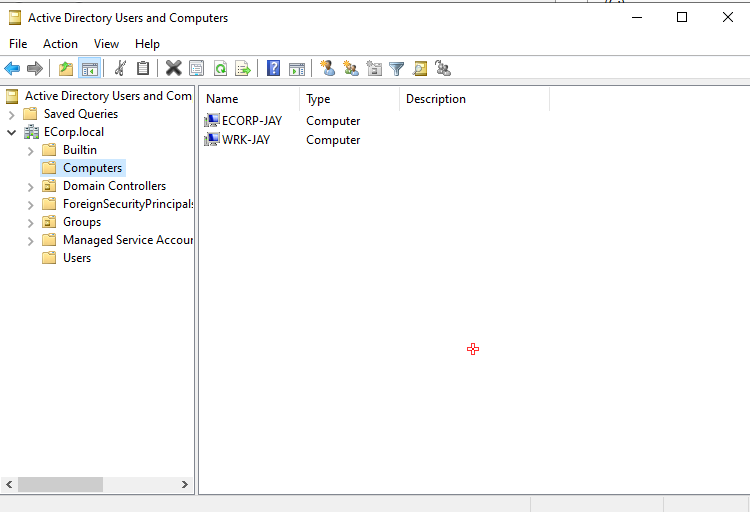 Active Directory Users and Computers
File Action View Help
Active Directory Users and Com
Saved Queries
ECorp.local
Builtin
Computers
Domain Controllers
ForeignSecurityPrincipals
Groups
Managed Service Accour
Users
Name Type Description
ECORP-JAY Computer
WRK-JAY Computer